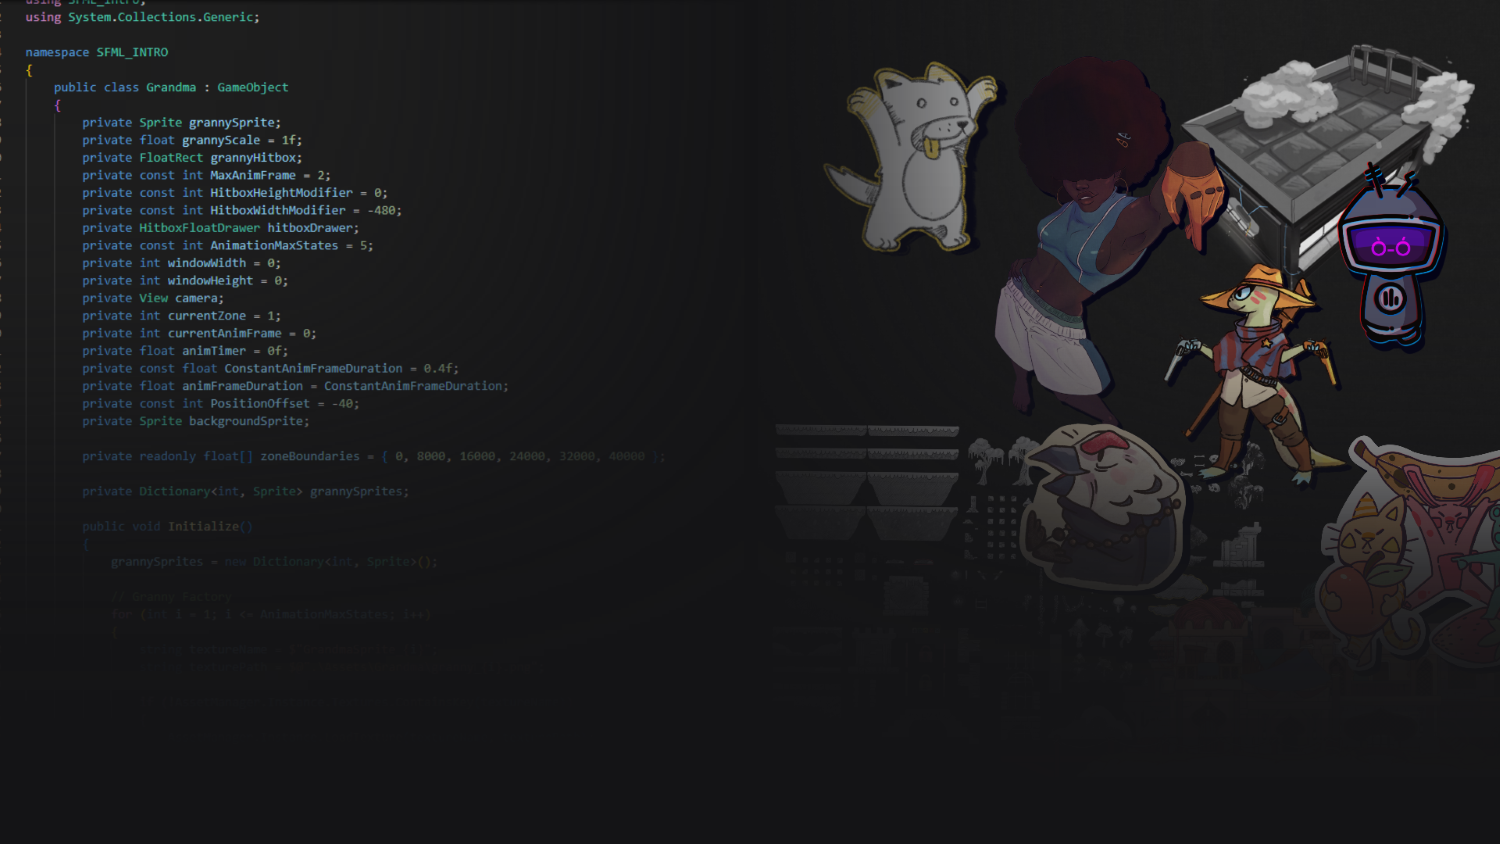 using SFML_Intro;
using System.Collections.Generic;
namespace SFML_INTRO
{
public class Grandma : GameObject
{
private Sprite grannySprite;
private float grannyScale = 1f;
private FloatRect grannyHitbox;
private const int MaxAnimFrame = 2;
private const int HitboxHeightModifier = 0;
private const int HitboxWidthModifier = -480;
private HitboxFloatDrawer hitboxDrawer;
private const int AnimationMaxStates = 5;
private int windowWidth = 0;
private int windowHeight = 0;
private View camera;
private int currentZone = 1;
private int currentAnimFrame = 0;
private float animTimer = 0f;
private const float ConstantAnimFrameDuration = 0.4f;
private float animFrameDuration = ConstantAnimFrameDuration;
private const int PositionOffset = -40;
private Sprite backgroundSprite;
private readonly float[] zoneBoundaries = { 0, 8000, 16000, 24000, 32000, 40000 };
private Dictionary<int, Sprite> grannySprites;
public void Initialize()
{
grannySprites = new Dictionary<int, Sprite>();
// Granny Factory
for (int i = 1; i <= AnimationMaxStates; i++)
{